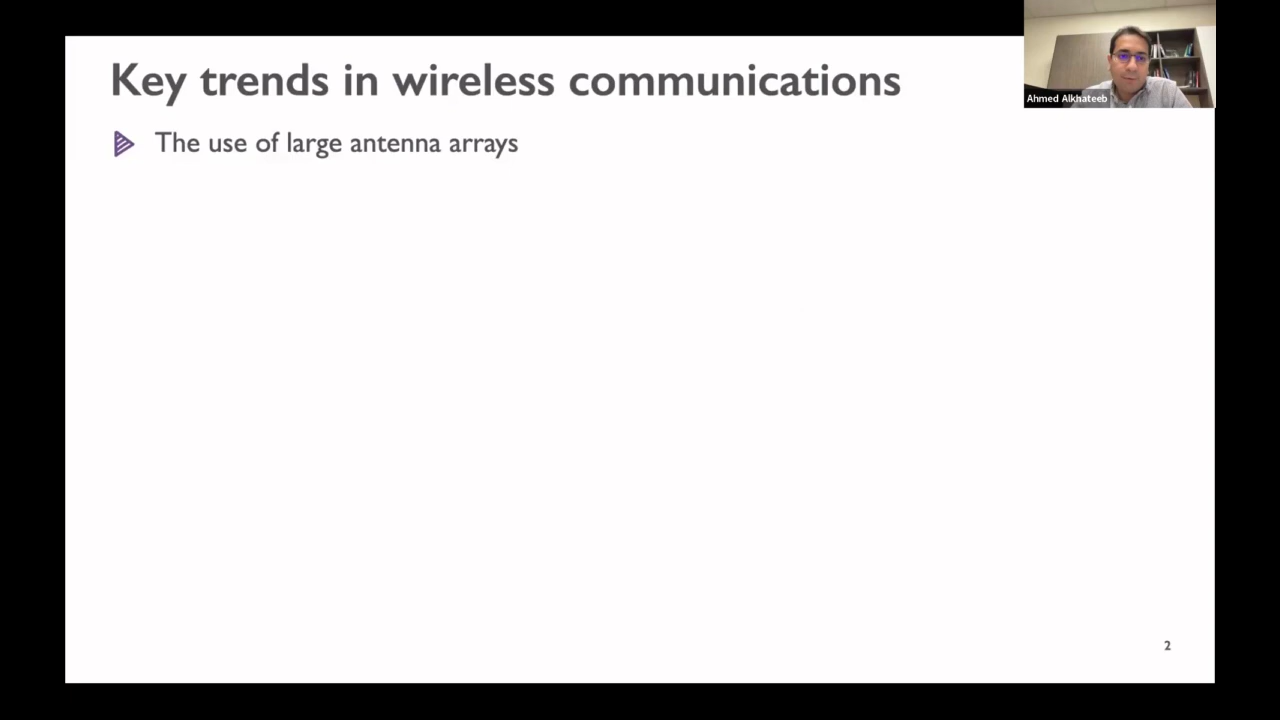 Key trends in wireless communications
Ahmed Alkhateeb
The use of large antenna arrays
2